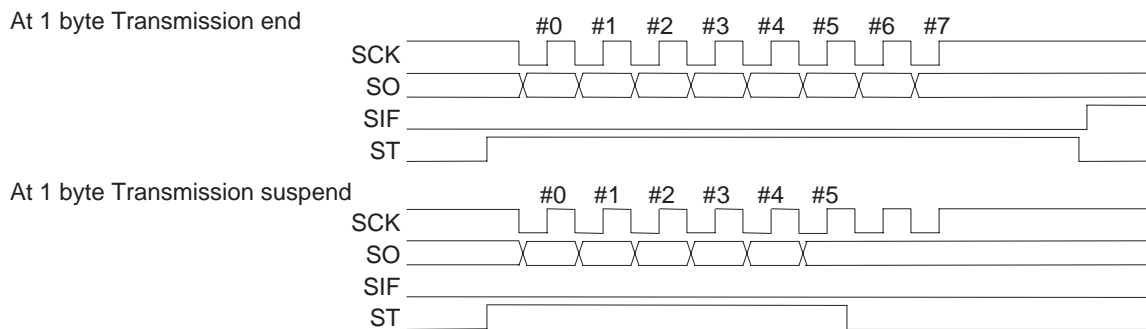 At 1 byte Transmission end
#0 #1 #2 #3 #4 #5 #6 #7
SCK
SO
SIF
ST
At 1 byte Transmission suspend
#0 #1 #2 #3 #4 #5
SCK
SO
SIF
ST